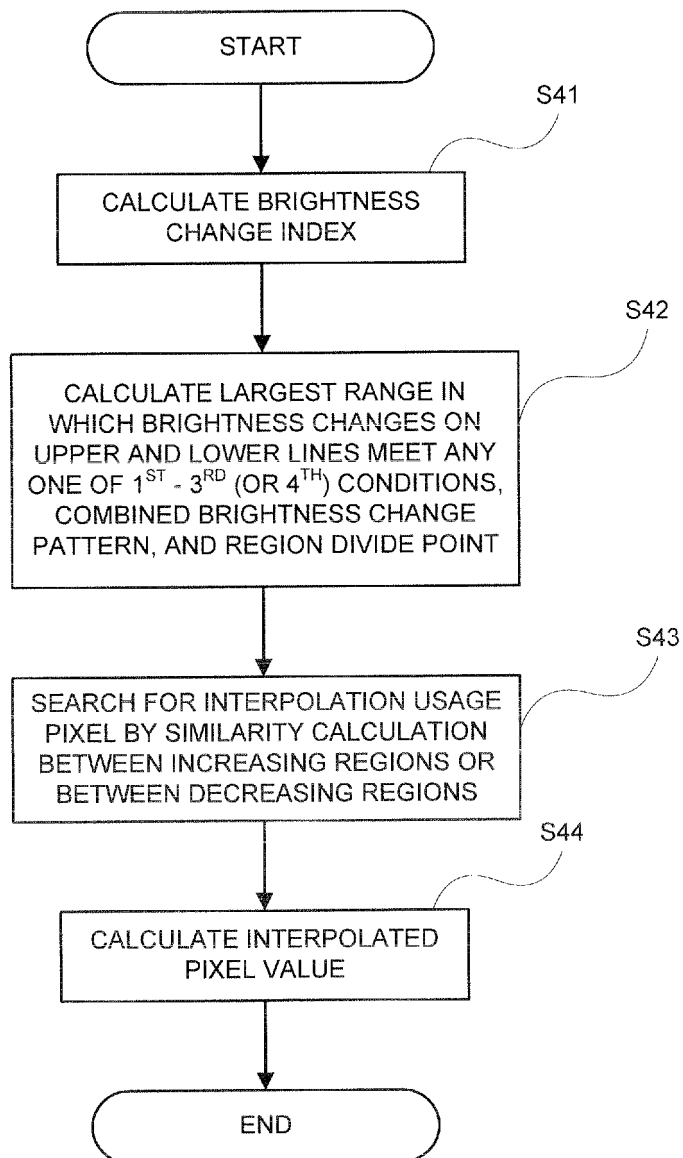 START
S41
CALCULATE BRIGHTNESS
CHANGE INDEX
S42
CALCULATE LARGEST RANGE IN
WHICH BRIGHTNESS CHANGES ON
UPPER AND LOWER LINES MEET ANY
ONE OF 1ST - 3RD (OR 4TH) CONDITIONS,
COMBINED BRIGHTNESS CHANGE
PATTERN, AND REGION DIVIDE POINT
S43
SEARCH FOR INTERPOLATION USAGE
PIXEL BY SIMILARITY CALCULATION
BETWEEN INCREASING REGIONS OR
BETWEEN DECREASING REGIONS
S44
CALCULATE INTERPOLATED
PIXEL VALUE
END